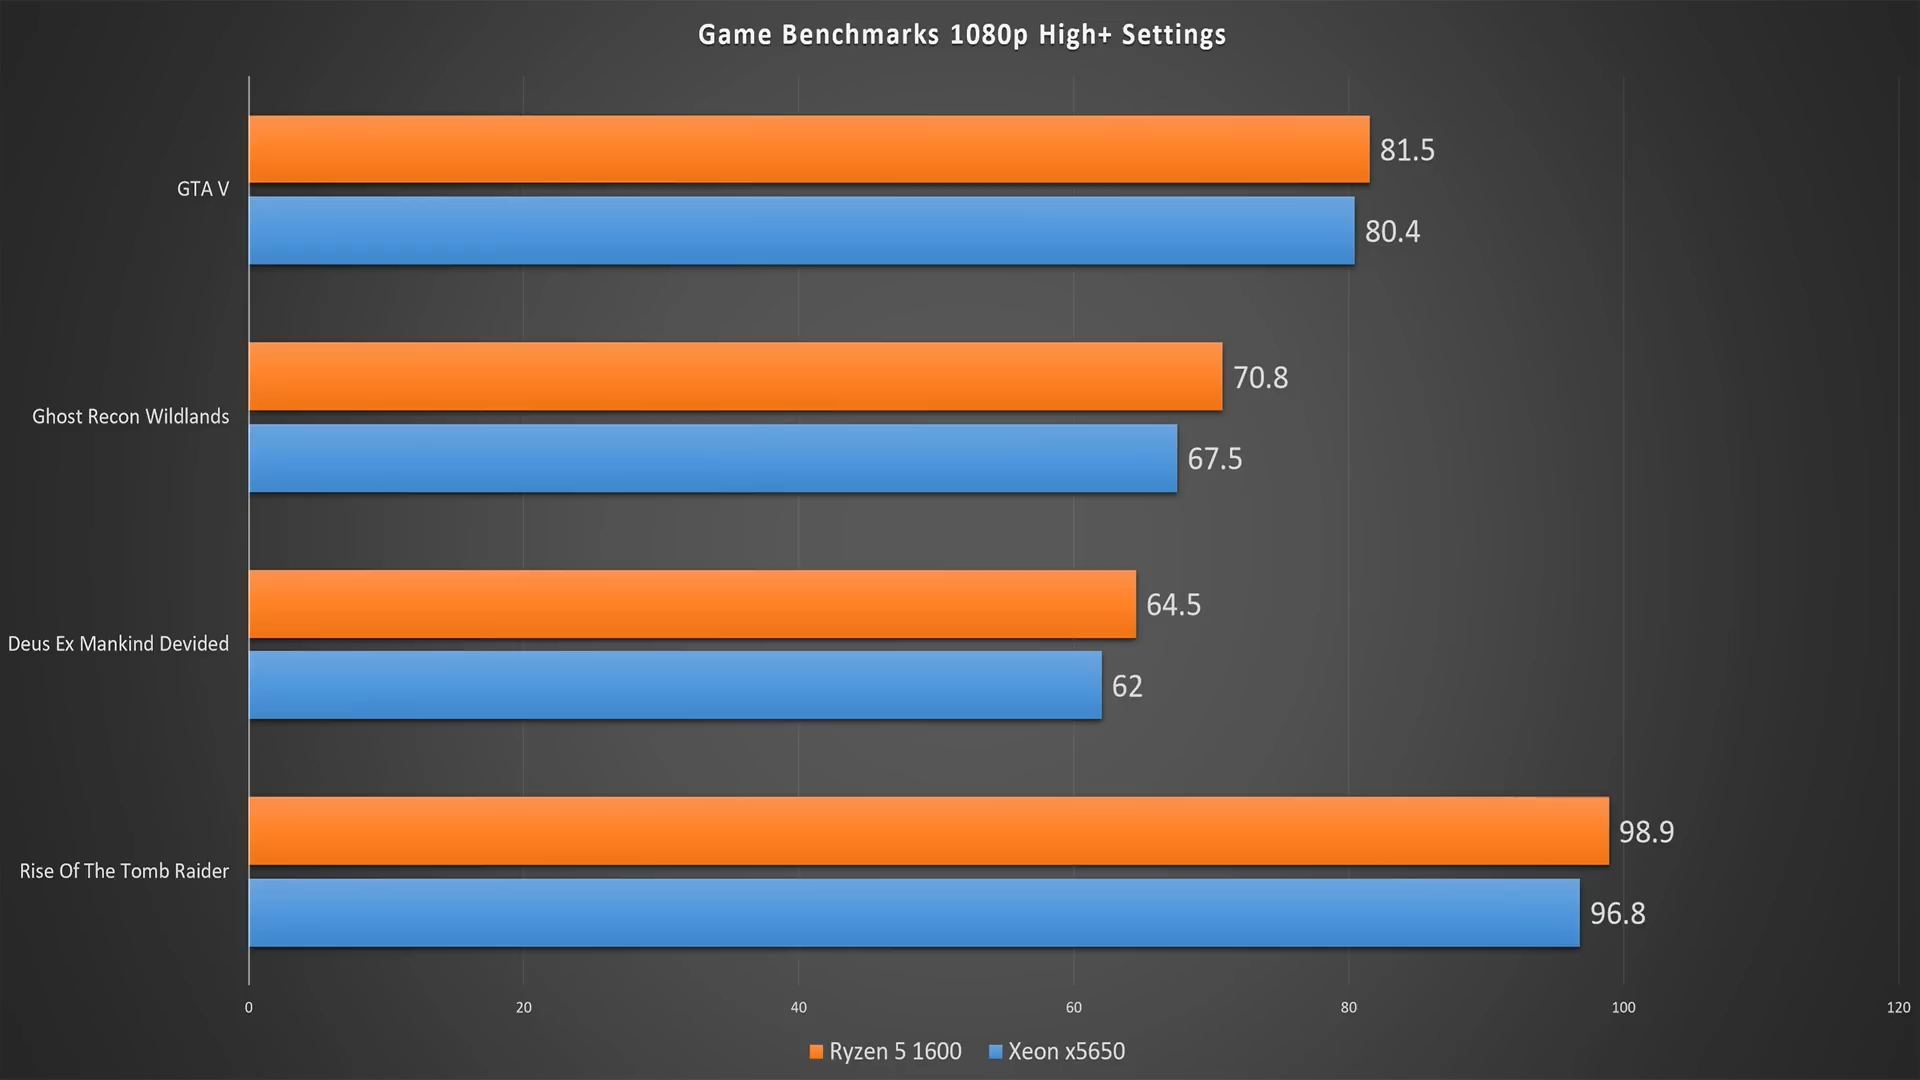 Game Benchmarks 1080p High+ Settings
GTA V
81.5
80.4
Ghost Recon Wildlands
70.8
67.5
Deus Ex Mankind Devided
64.5
62
Rise Of The Tomb Raider
98.9
96.8
0 20 40 60 80 100 120
Ryzen 5 1600 Xeon x5650